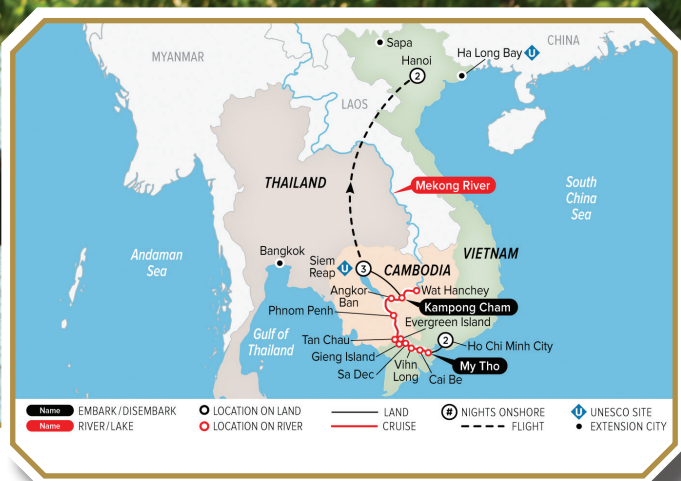 CHINA
Sapa
Ha Long Bay U
MYANMAR
Hanoi
2
LAOS
THAILAND
Mekong River
South
China
Sea
Andaman
Sea
Bangkok
Siem
Reap U
3
CAMBODIA
VIETNAM
Angkor
Ban
Wat Hanchey
Kampong Cham
Phnom Penh
Evergreen Island
Gulf of
Thailand
Tan Chau
2
Ho Chi Minh City
Gieng Island
My Tho
Sa Dec
Vihn
Long
Cai Be
Name EMBARK/DISEMBARK
LOCATION ON LAND
LAND
# NIGHTS ONSHORE
U UNESCO SITE
Name RIVER/LAKE
LOCATION ON RIVER
CRUISE
FLIGHT
EXTENSION CITY